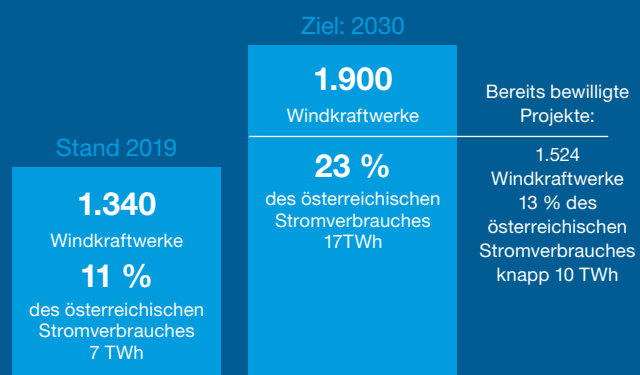 Stand 2019
1.340
Windkraftwerke
11 %
des österreichischen
Stromverbrauches
7 TWh
Ziel: 2030
1.900
Windkraftwerke
23 %
des österreichischen
Stromverbrauches
17TWh
Bereits bewilligte
Projekte:
1.524
Windkraftwerke
13 % des
österreichischen
Stromverbrauches
knapp 10 TWh